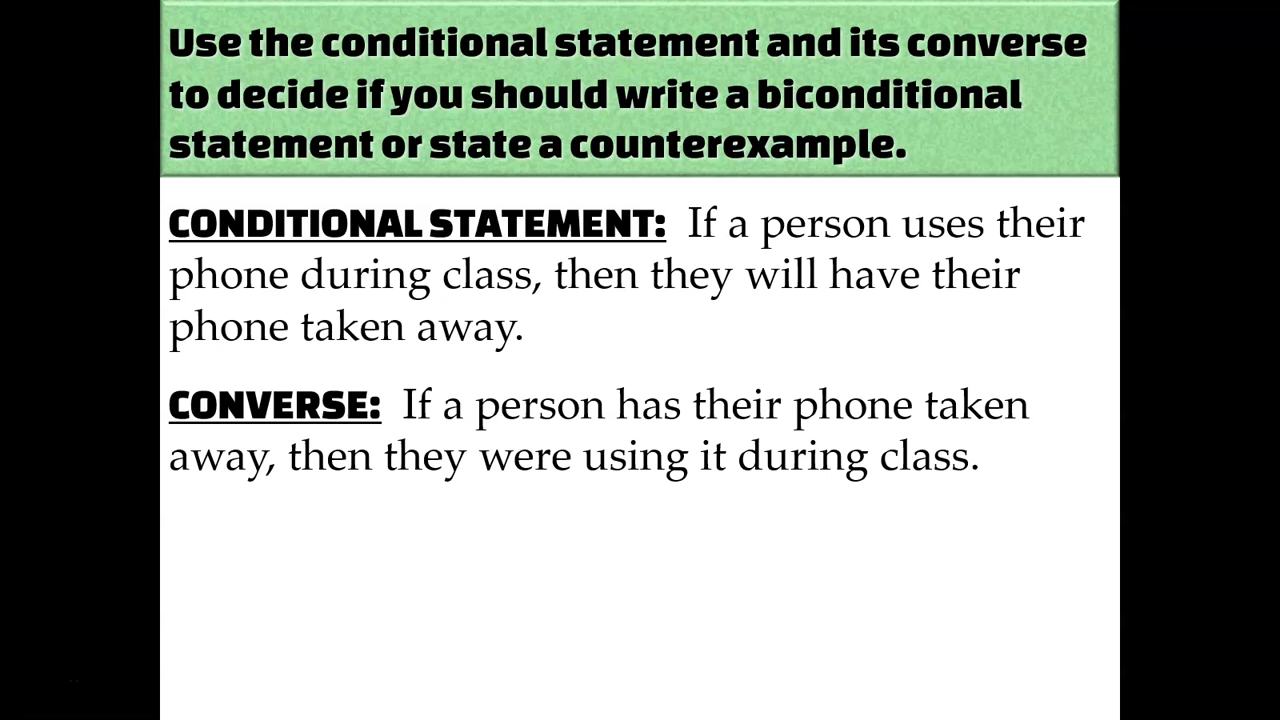 Use the conditional statement and its converse
to decide if you should write a biconditional
statement or state a counterexample.
CONDITIONAL STATEMENT: If a person uses their
phone during class, then they will have their
phone taken away.
CONVERSE: If a person has their phone taken
away, then they were using it during class.